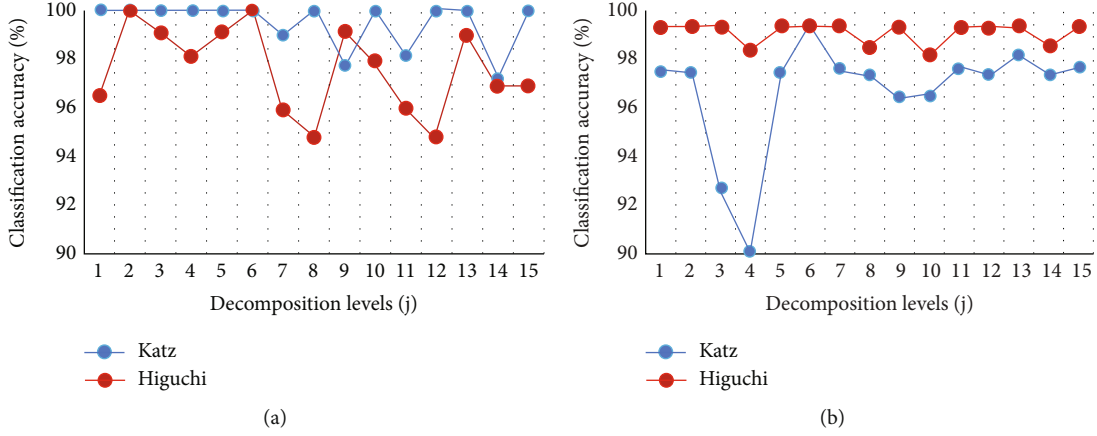 Classification accuracy (%)
100
98
96
94
92
90
1 2 3 4 5 6 7 8 9 10 11 12 13 14 15
Decomposition levels (j)
Katz
Higuchi
(a)
Classification accuracy (%)
100
98
96
94
92
90
1 2 3 4 5 6 7 8 9 10 11 12 13 14 15
Decomposition levels (j)
Katz
Higuchi
(b)